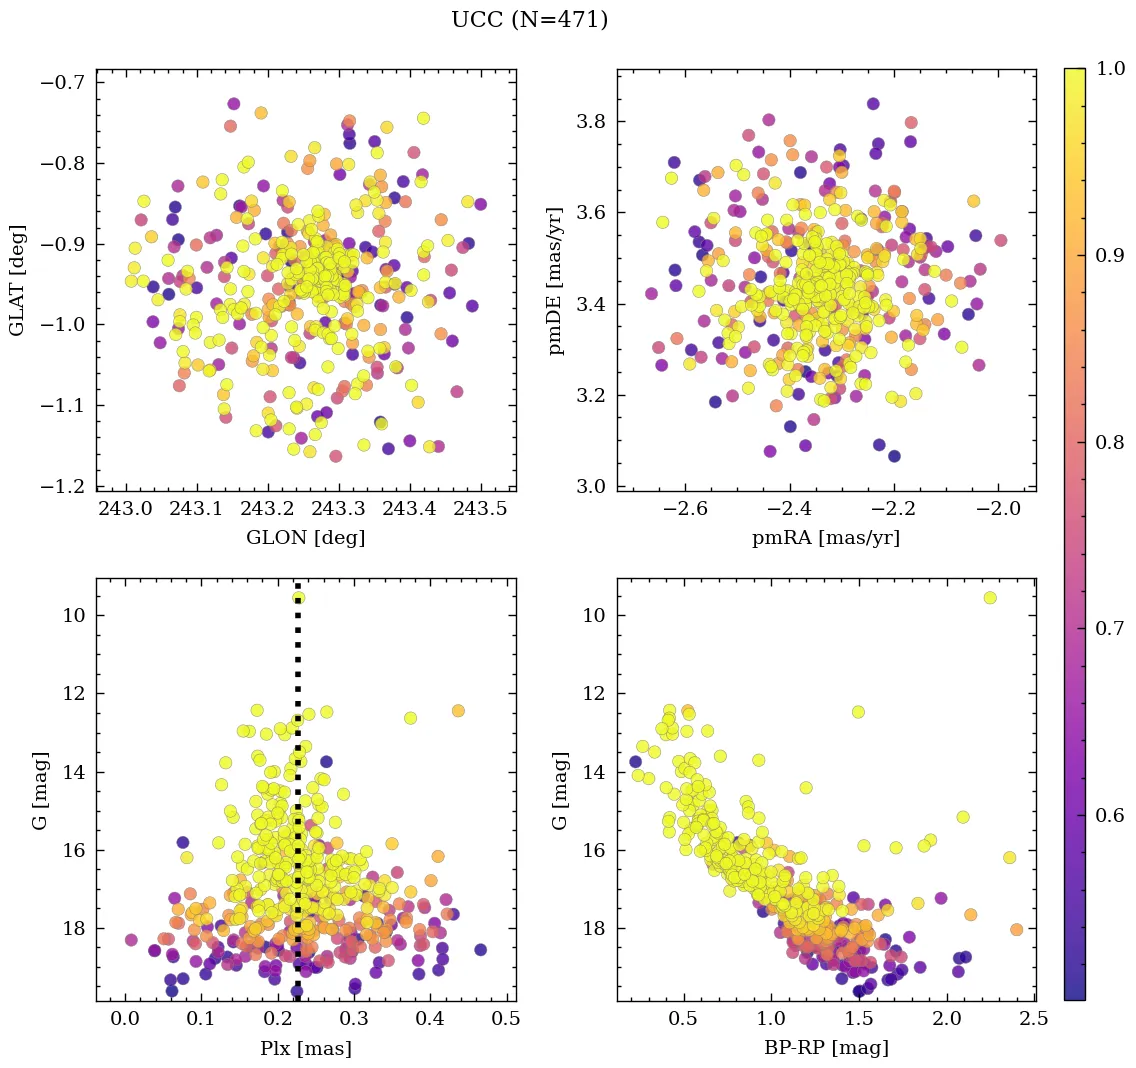 UCC (N=471)
−0.7
−0.8
−0.9
−1.0
−1.1
−1.2
GLAT [deg]
243.0 243.1 243.2 243.3 243.4 243.5
GLON [deg]
3.8
3.6
3.4
3.2
3.0
pmDE [mas/yr]
−2.6 −2.4 −2.2 −2.0
pmRA [mas/yr]
1.0
0.9
0.8
0.7
0.6
10
12
14
16
18
G [mag]
0.0 0.1 0.2 0.3 0.4 0.5
Plx [mas]
10
12
14
16
18
G [mag]
0.5 1.0 1.5 2.0 2.5
BP-RP [mag]